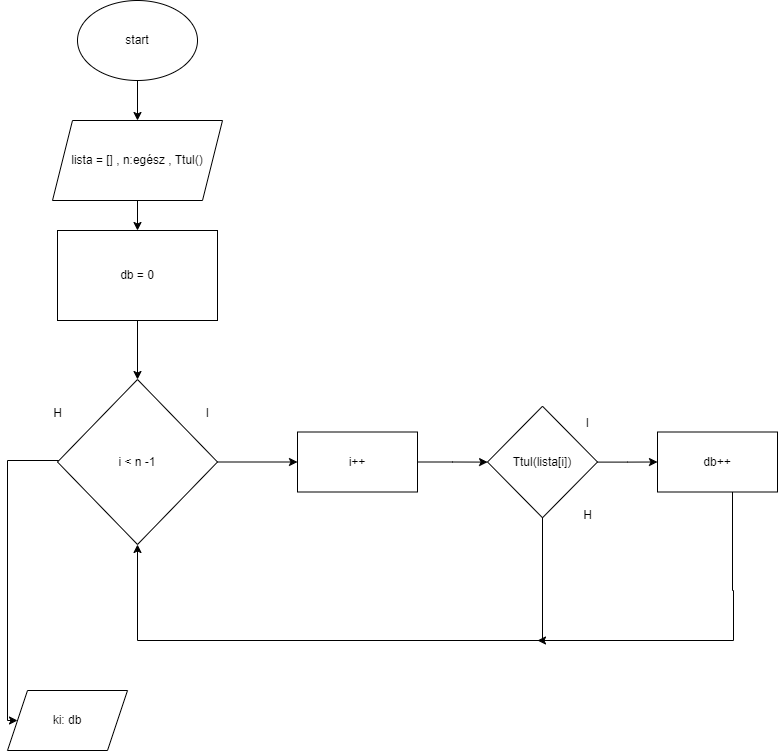 start
lista = [] , n:egész , Ttul()
db = 0
H
I
i < n -1
i++
Ttul(lista[i])
I
H
db++
ki: db